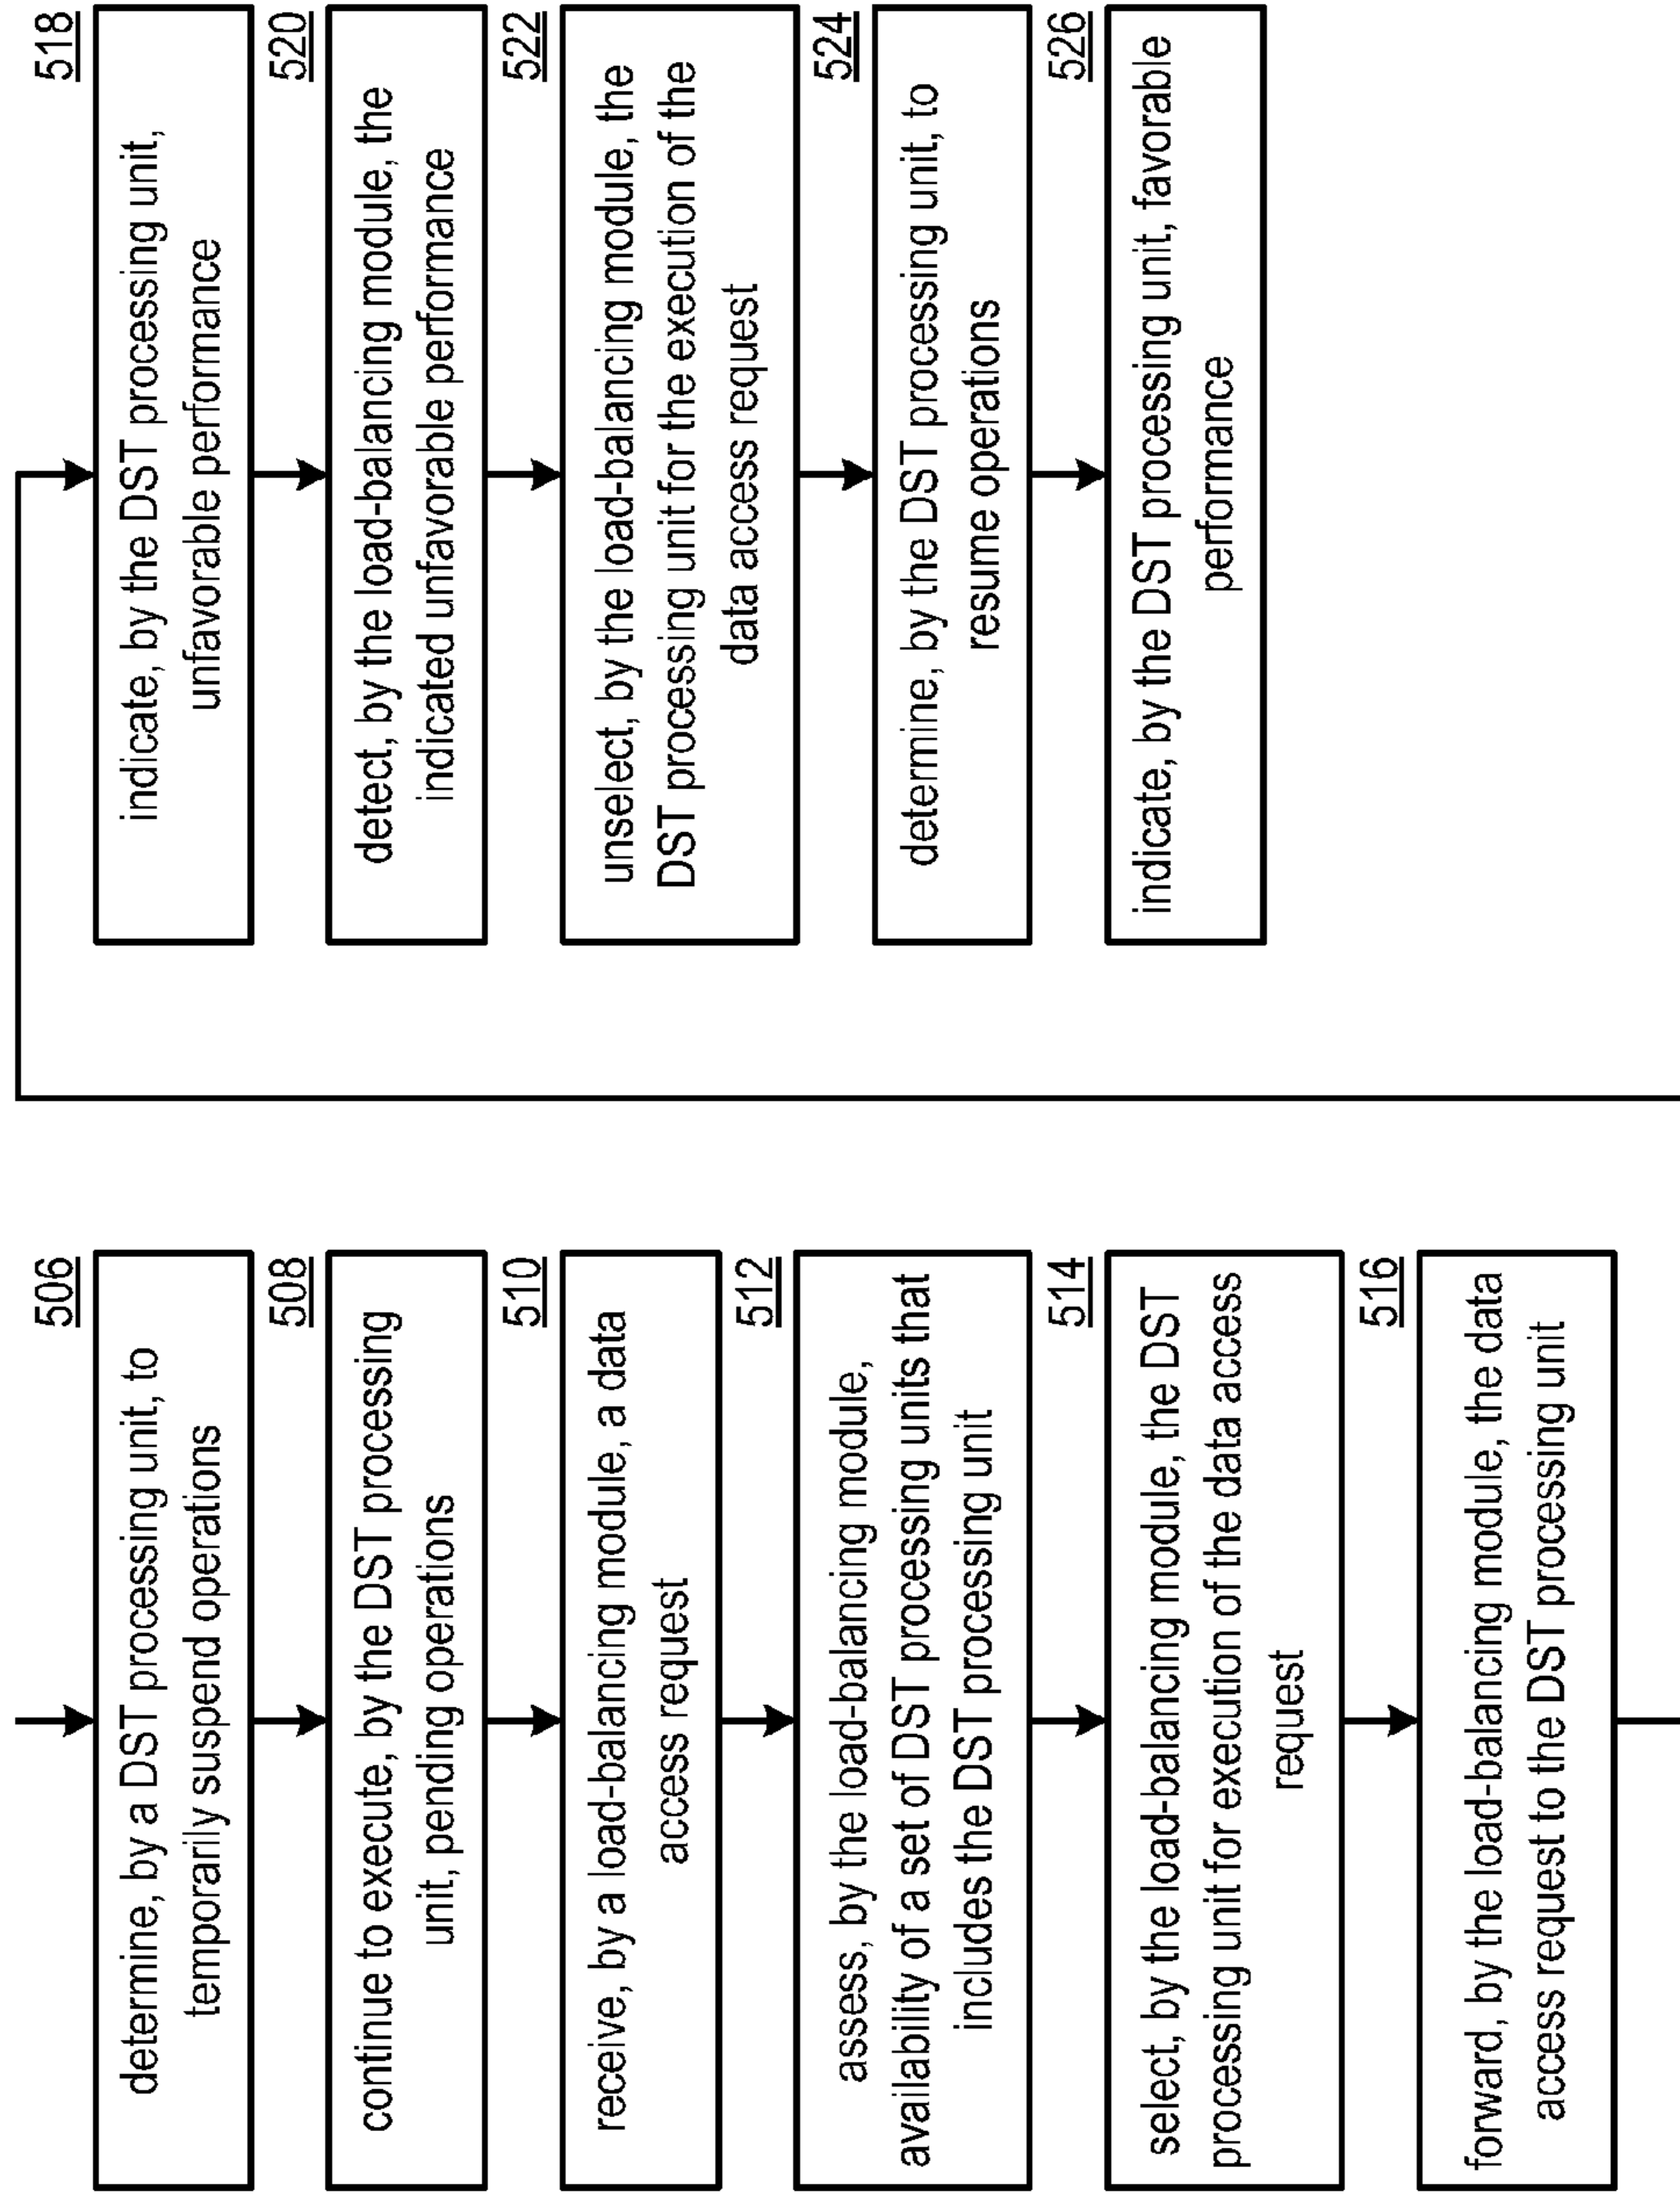 506
determine, by a DST processing unit, to
temporarily suspend operations
508
continue to execute, by the DST processing
unit, pending operations
510
receive, by a load-balancing module, a data
access request
512
assess, by the load-balancing module,
availability of a set of DST processing units that
includes the DST processing unit
514
select, by the load-balancing module, the DST
processing unit for execution of the data access
request
516
forward, by the load-balancing module, the data
access request to the DST processing unit
518
indicate, by the DST processing unit,
unfavorable performance
520
detect, by the load-balancing module, the
indicated unfavorable performance
522
unselect, by the load-balancing module, the
DST processing unit for the execution of the
data access request
524
determine, by the DST processing unit, to
resume operations
526
indicate, by the DST processing unit, favorable
performance